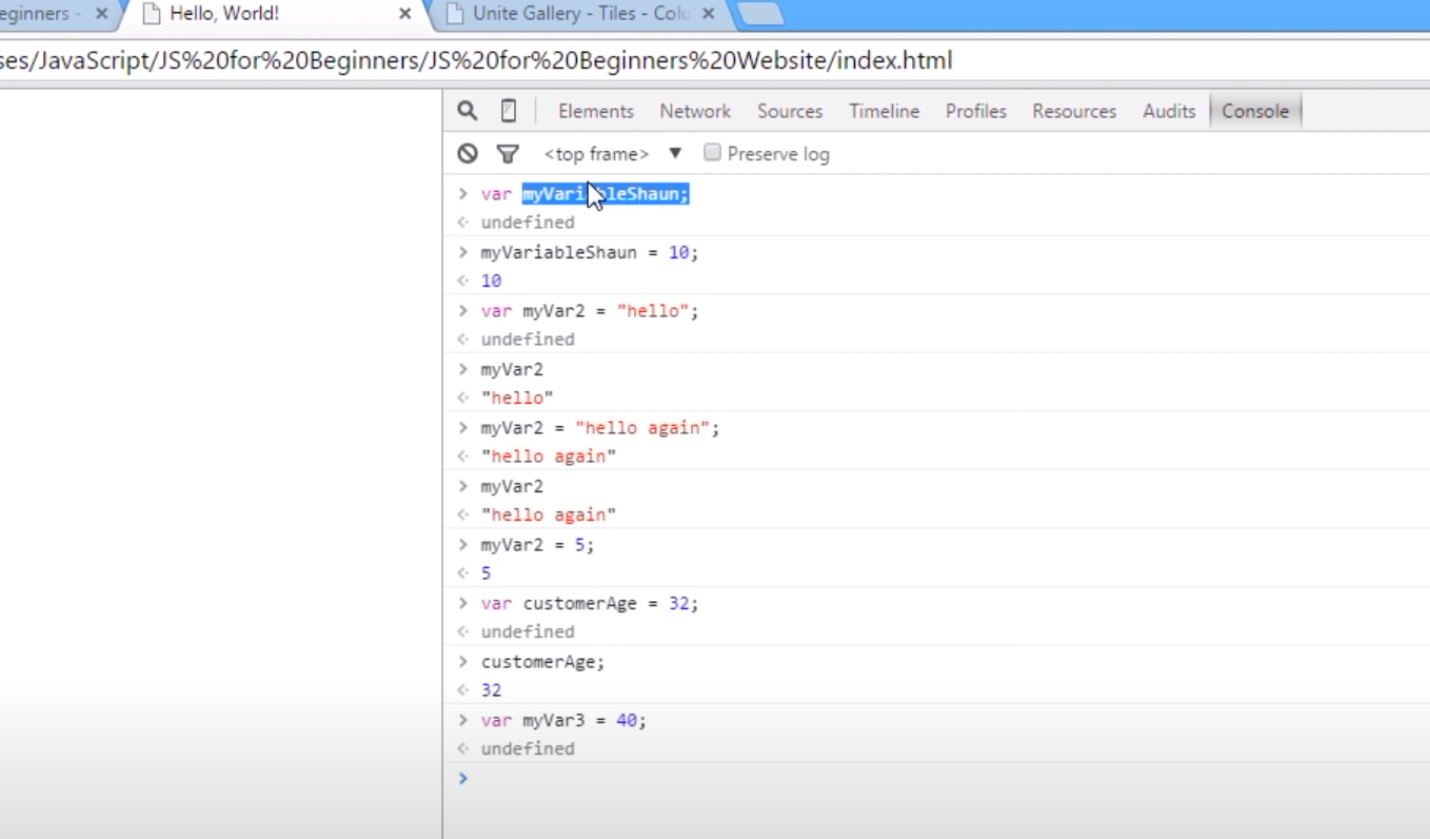 eginners - × Hello, World! × Unite Gallery - Tiles - Colu ×
ses/JavaScript/JS%20for%20Beginners/JS%20for%20Beginners%20Website/index.html
Elements Network Sources Timeline Profiles Resources Audits Console
<top frame> ▼ Preserve log
> var myVariableShaun;
<· undefined
> myVariableShaun = 10;
<· 10
> var myVar2 = "hello";
<· undefined
> myVar2
<· "hello"
> myVar2 = "hello again";
<· "hello again"
> myVar2
<· "hello again"
> myVar2 = 5;
<· 5
> var customerAge = 32;
<· undefined
> customerAge;
<· 32
> var myVar3 = 40;
<· undefined
>